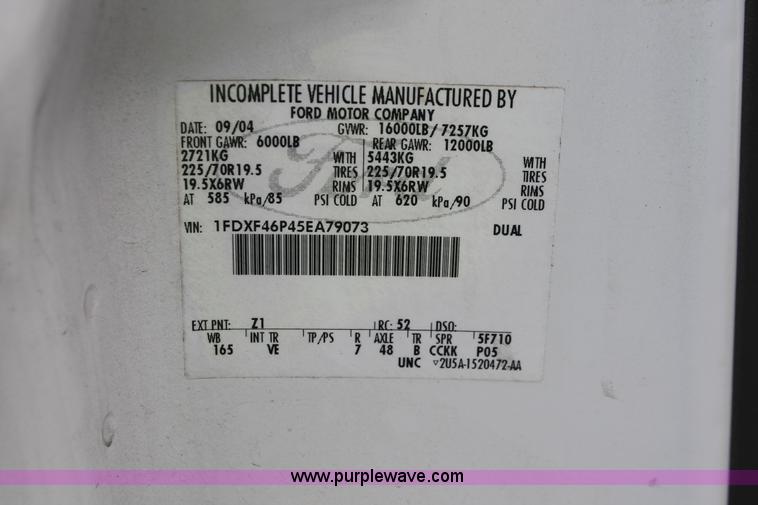 INCOMPLETE VEHICLE MANUFACTURED BY
FORD MOTOR COMPANY
DATE: 09/04 GVWR: 16000LB/ 7257KG
FRONT GAWR: 6000LB REAR GAWR: 12000LB
2721KG WITH 5443KG WITH
225/70R19.5 TIRES 225/70R19.5 TIRES
19.5X6RW RIMS 19.5X6RW RIMS
AT 585 kPa/85 PSI COLD AT 620 kPa/90 PSI COLD
VIN: 1FDXF46P45EA79073 DUAL
EXT PNT: Z1 RC: 52 DSO:
WB INT TR TP/PS R AXLE TR SPR 5F710
165 VE 7 48 B CCKK P05
UNC ▽2U5A-1520472-AA
www.purplewave.com